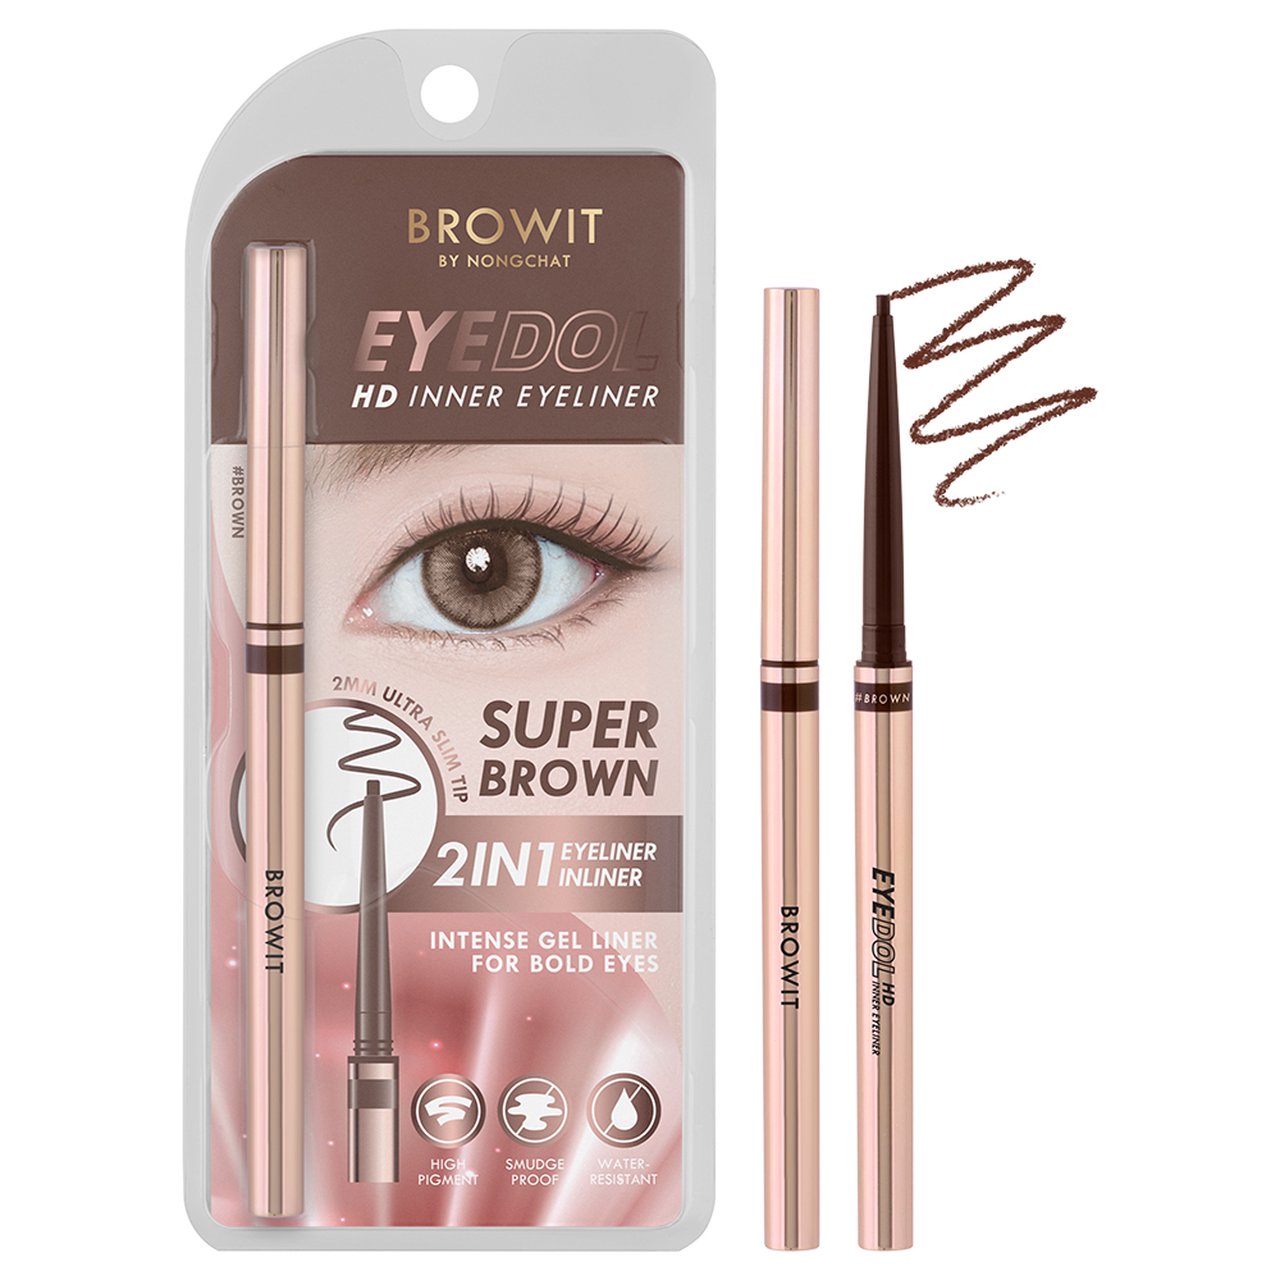 BROWIT
BY NONGCHAT
EYEDOL
HD INNER EYELINER
#BROWN
2MM ULTRA SLIM TIP
SUPER
BROWN
2IN1 EYELINER
INLINER
INTENSE GEL LINER
FOR BOLD EYES
HIGH
PIGMENT
SMUDGE
PROOF
WATER-
RESISTANT
BROWIT
BROWIT
#BROWN
EYEDOL HD
INNER EYELINER